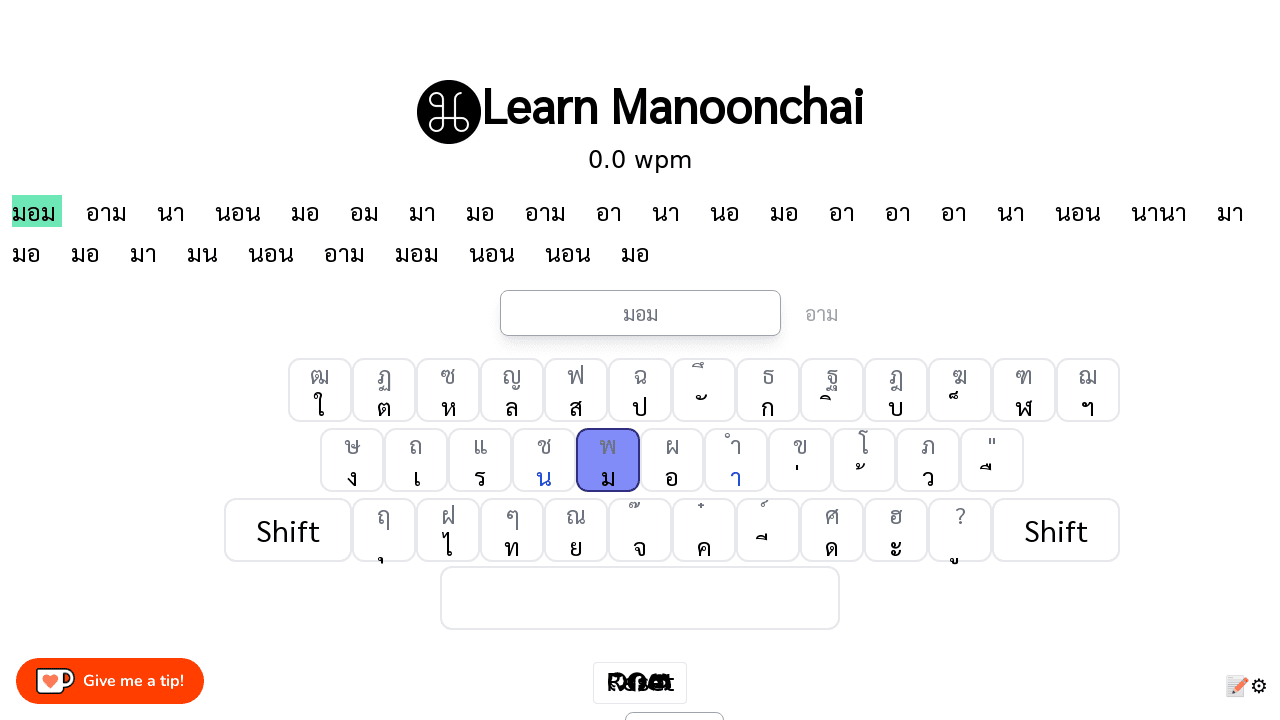 Learn Manoonchai
0.0 wpm
มอม อาม นา นอน มอ อม มา มอ อาม อา นา นอ มอ อา อา อา นา นอน นานา มา
มอ มอ มา มน นอน อาม มอม นอน นอน มอ
มอม อาม
ฒ ฏ ซ ญ ฟ ฉ ึ ธ ฐ ฎ ฆ ฑ ฌ
ใ ต ห ล ส ป ั ก ิ บ ็ ฬ ฯ
ษ ถ แ ช พ ผ ำ ข โ ภ "
ง เ ร น ม อ า ่ ้ ว ื
Shift ฤ ฝ ๆ ณ ๊ ๋ ์ ศ ฮ ? Shift
ุ ไ ท ย จ ค ี ด ะ ู
Give me a tip!
Reset